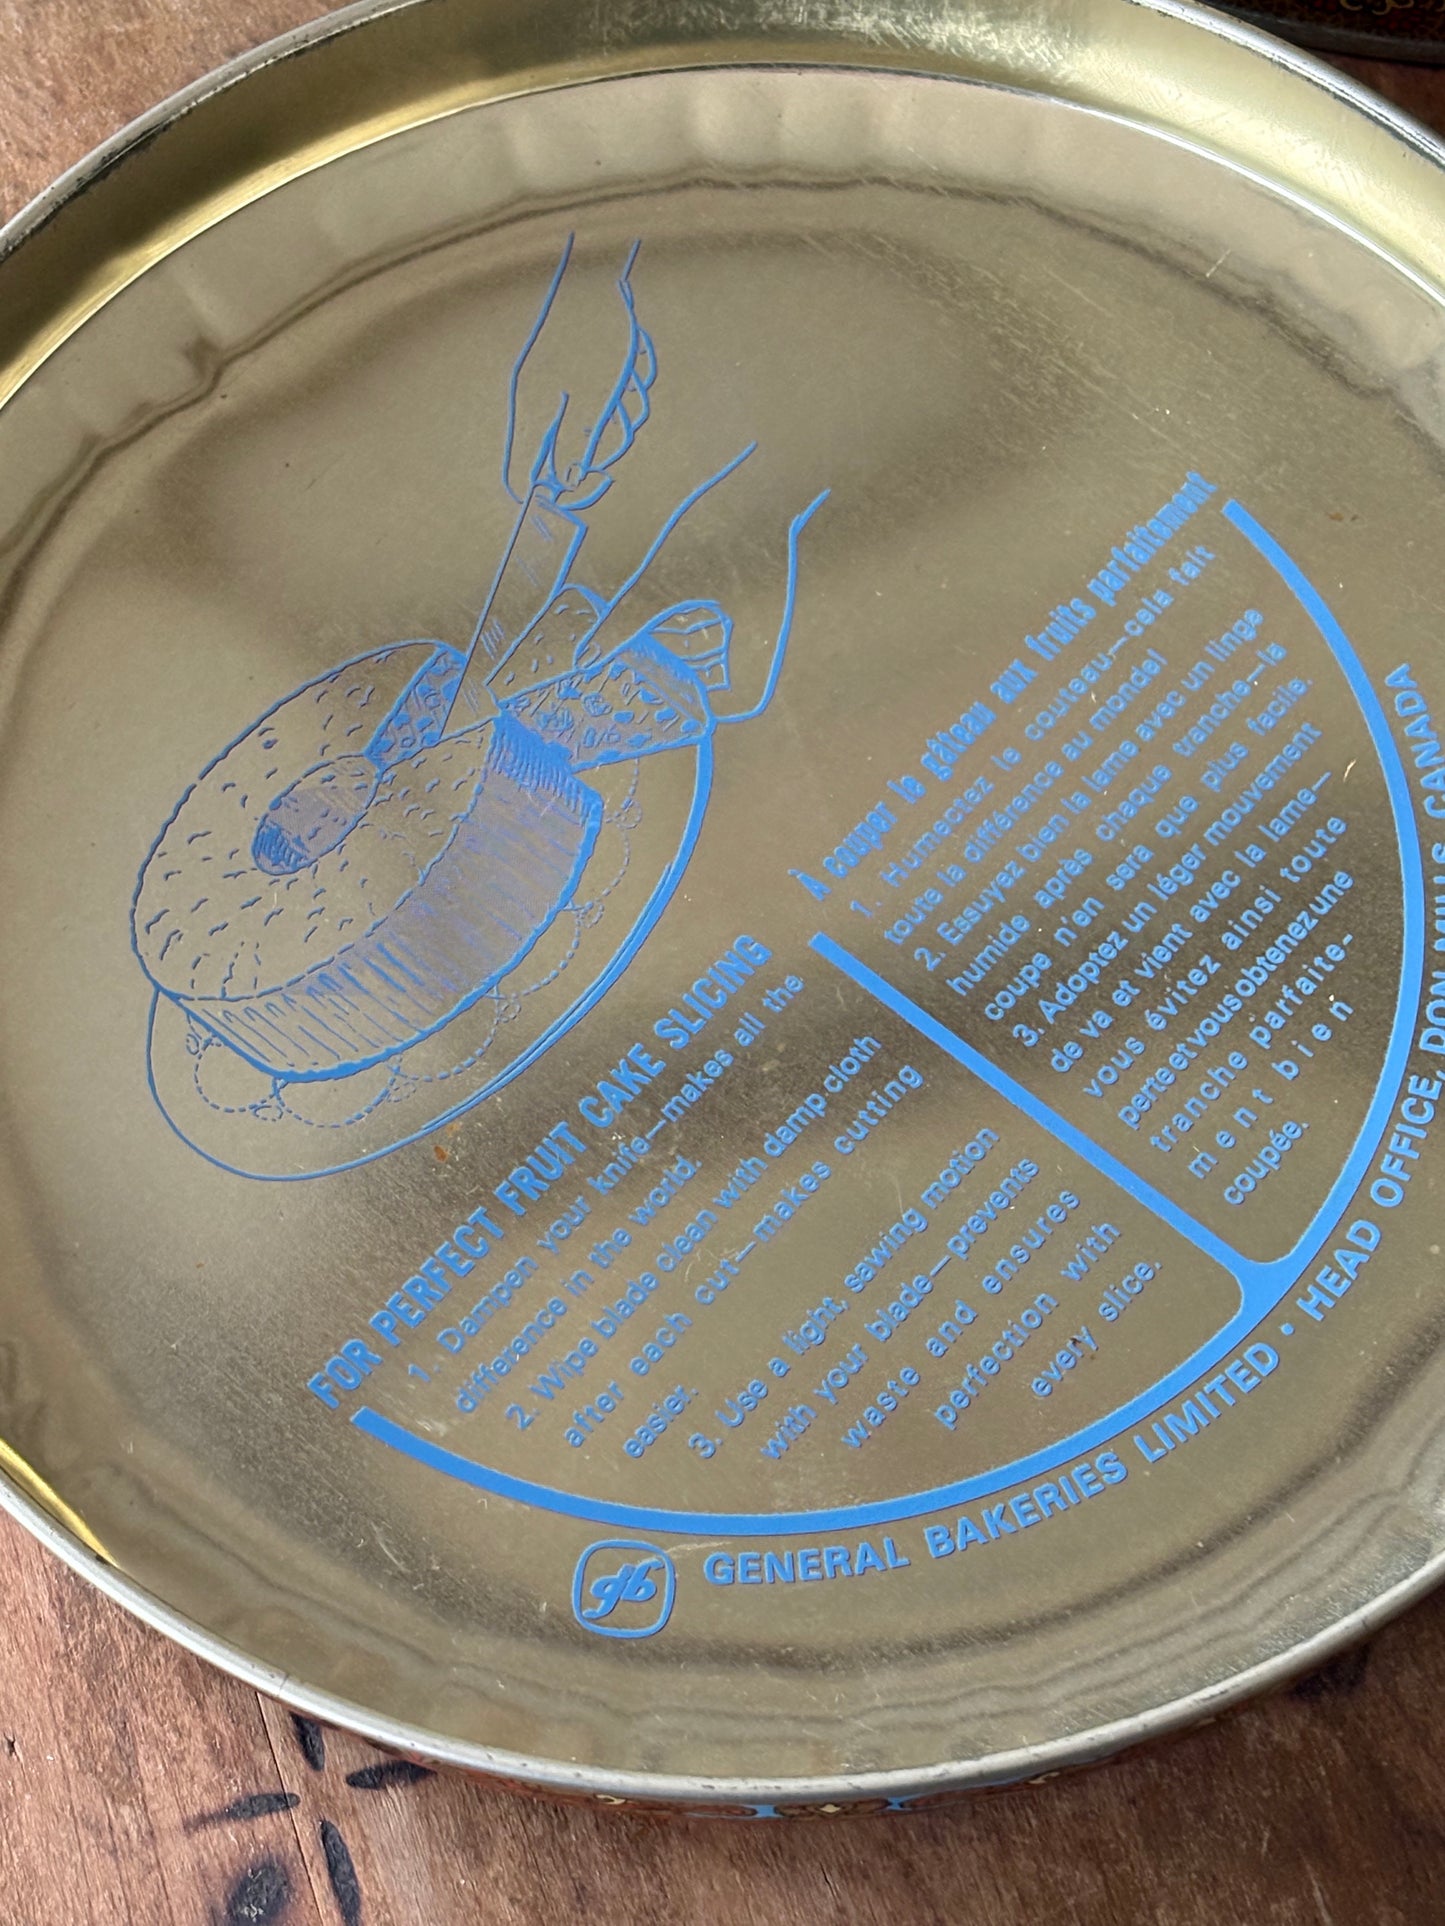 FOR PERFECT FRUIT CAKE SLICING
1. Dampen your knife—makes all the
difference in the world.
2. Wipe blade clean with damp cloth
after each cut—makes cutting
easier.
3. Use a light, sawing motion
with your blade—prevents
waste and ensures
perfection with
every slice.
À couper le gâteau aux fruits parfaitement
1. Humectez le couteau—cela fait
toute la différence au monde!
2. Essuyez bien la lame avec un linge
humide après chaque tranche—la
coupe n'en sera que plus facile.
3. Adoptez un léger mouvement
de va et vient avec la lame—
vous évitez ainsi toute
perteetvousobtenezune
tranche parfaite-
ment bien
coupée.
gb GENERAL BAKERIES LIMITED • HEAD OFFICE, DON MILLS, CANADA